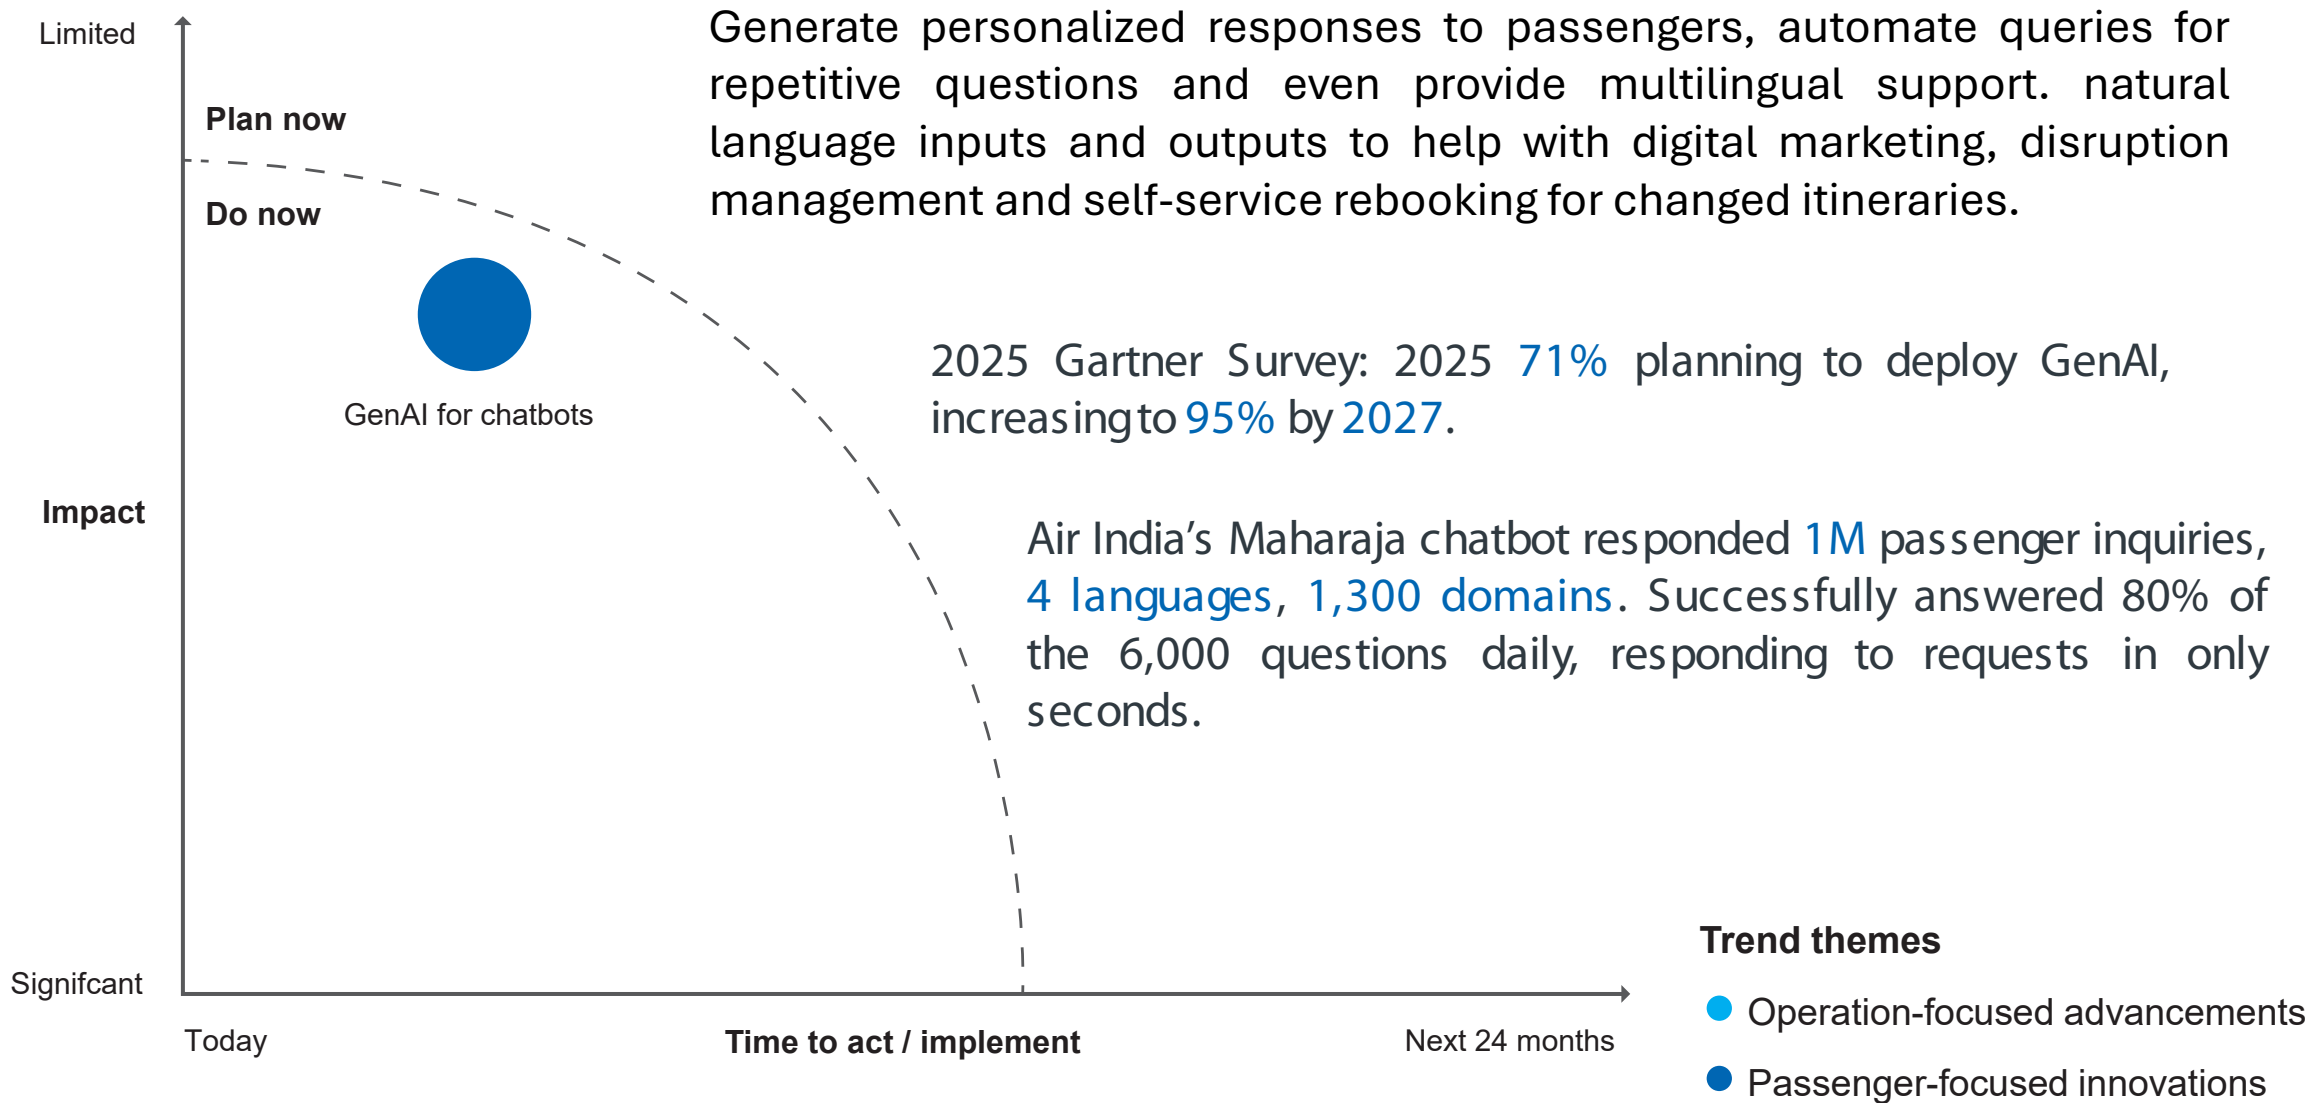 Limited
Generate personalized responses to passengers, automate queries for
repetitive questions and even provide multilingual support. natural
language inputs and outputs to help with digital marketing, disruption
management and self-service rebooking for changed itineraries.
Plan now
Do now
GenAI for chatbots
2025 Gartner Survey: 2025 71% planning to deploy GenAI,
increasing to 95% by 2027.
Impact
Air India’s Maharaja chatbot responded 1M passenger inquiries,
4 languages, 1,300 domains. Successfully answered 80% of
the 6,000 questions daily, responding to requests in only
seconds.
Signifcant
Today
Time to act / implement
Next 24 months
Trend themes
Operation-focused advancements
Passenger-focused innovations